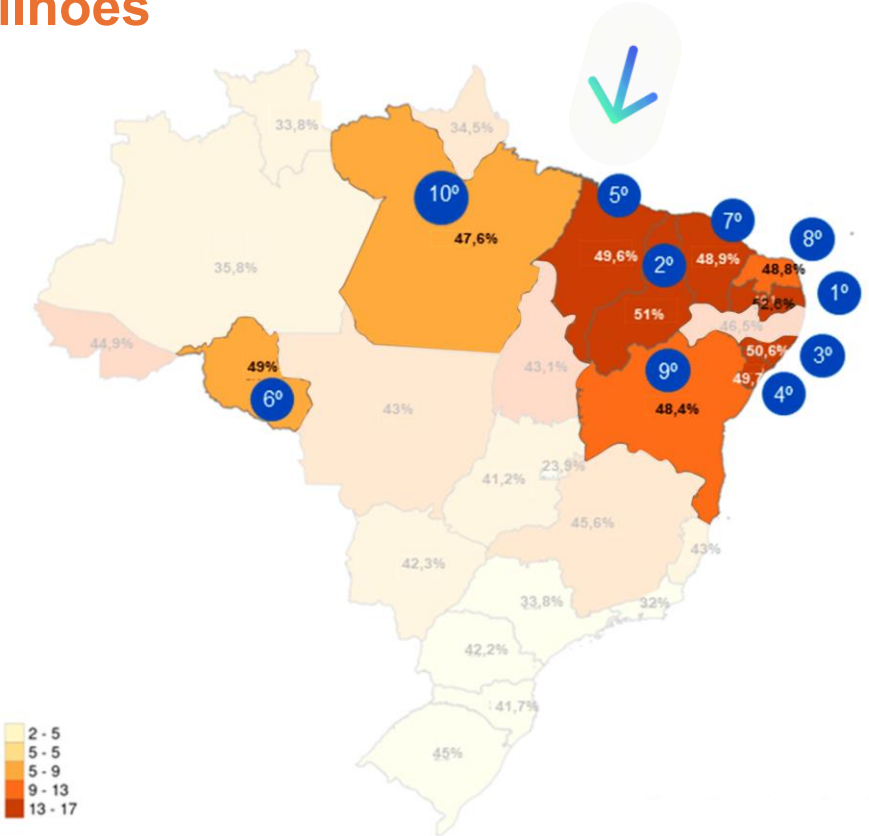 ilhões
33,8%
34,5%
5º
10º
7º
8º
47,6%
35,8%
49,6%
2º
48,9%
48,8%
1º
51%
46,5%
44,9%
50,6%
3º
49%
43,1%
9º
49,7
4º
6º
43%
48,4%
41,2%
23,9%
45,6%
43%
42,3%
33,8%
32%
42,2%
41,7%
45%
2 - 5
5 - 5
5 - 9
9 - 13
13 - 17